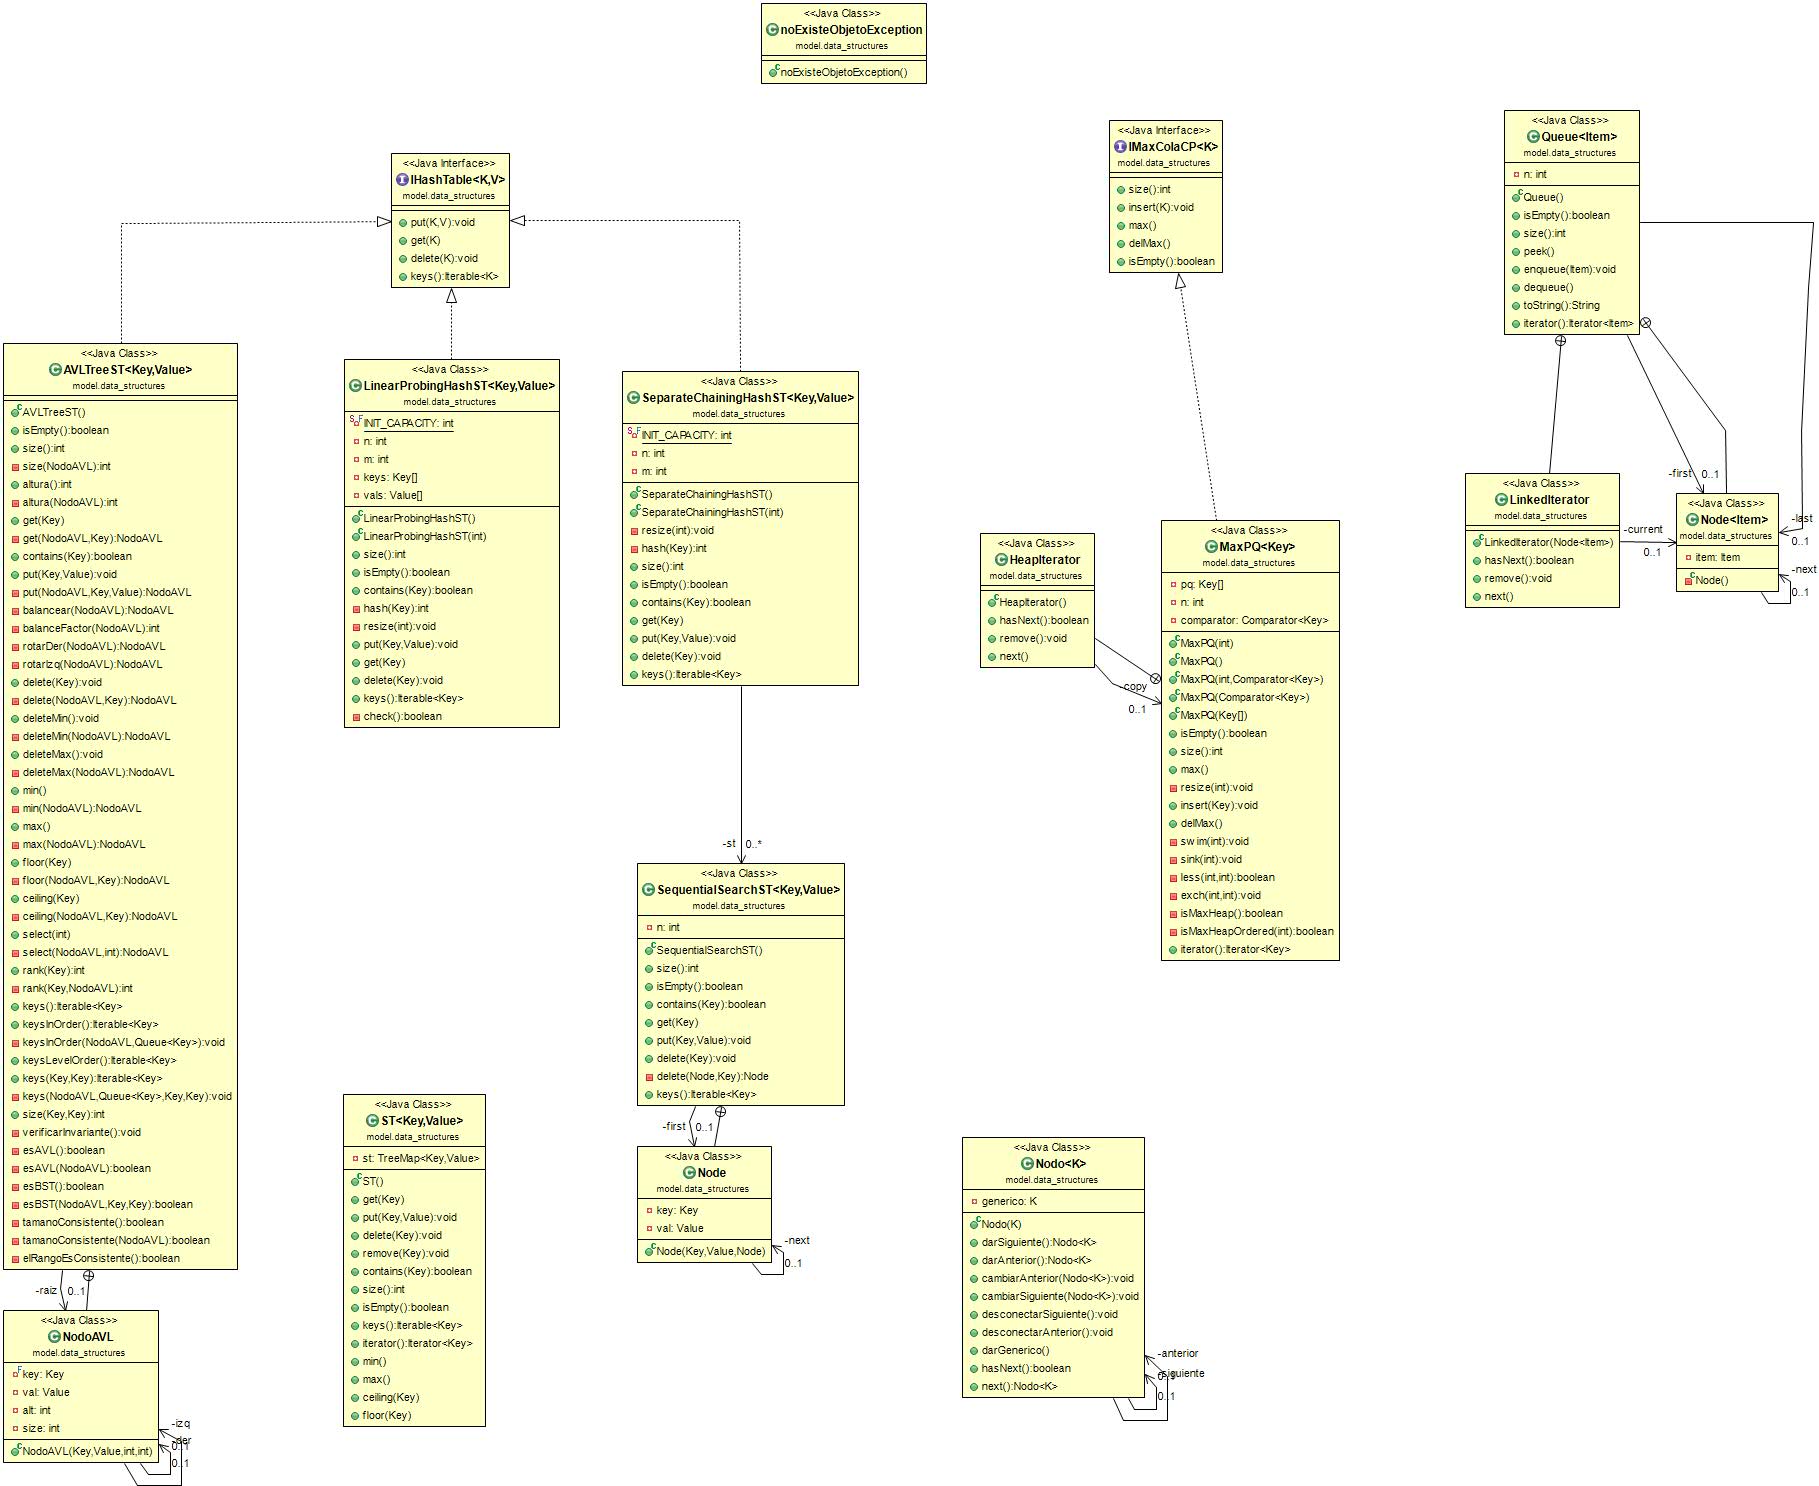 <<Java Class>>
noExisteObjetoException
model.data_structures
noExisteObjetoException()
<<Java Interface>>
IHashTable<K,V>
model.data_structures
put(K,V):void
get(K)
delete(K):void
keys():Iterable<K>
<<Java Interface>>
IMaxColaCP<K>
model.data_structures
size():int
insert(K):void
max()
delMax()
isEmpty():boolean
<<Java Class>>
Queue<Item>
model.data_structures
n: int
Queue()
isEmpty():boolean
size():int
peek()
enqueue(Item):void
dequeue()
toString():String
iterator():Iterator<Item>
<<Java Class>>
AVLTreeST<Key,Value>
model.data_structures
AVLTreeST()
isEmpty():boolean
size():int
size(NodoAVL):int
altura():int
altura(NodoAVL):int
get(Key)
get(NodoAVL,Key):NodoAVL
contains(Key):boolean
put(Key,Value):void
put(NodoAVL,Key,Value):NodoAVL
balancear(NodoAVL):NodoAVL
balanceFactor(NodoAVL):int
rotarDer(NodoAVL):NodoAVL
rotarIzq(NodoAVL):NodoAVL
delete(Key):void
delete(NodoAVL,Key):NodoAVL
deleteMin():void
deleteMin(NodoAVL):NodoAVL
deleteMax():void
deleteMax(NodoAVL):NodoAVL
min()
min(NodoAVL):NodoAVL
max()
max(NodoAVL):NodoAVL
floor(Key)
floor(NodoAVL,Key):NodoAVL
ceiling(Key)
ceiling(NodoAVL,Key):NodoAVL
select(int)
select(NodoAVL,int):NodoAVL
rank(Key):int
rank(Key,NodoAVL):int
keys():Iterable<Key>
keysInOrder():Iterable<Key>
keysInOrder(NodoAVL,Queue<Key>):void
keysLevelOrder():Iterable<Key>
keys(Key,Key):Iterable<Key>
keys(NodoAVL,Queue<Key>,Key,Key):void
size(Key,Key):int
verificarInvariante():void
esAVL():boolean
esAVL(NodoAVL):boolean
esBST():boolean
esBST(NodoAVL,Key,Key):boolean
tamanoConsistente():boolean
tamanoConsistente(NodoAVL):boolean
elRangoEsConsistente():boolean
-raiz
0..1
<<Java Class>>
NodoAVL
model.data_structures
key: Key
val: Value
alt: int
size: int
NodoAVL(Key,Value,int,int)
-izq
-der
0..1
0..1
<<Java Class>>
LinearProbingHashST<Key,Value>
model.data_structures
INIT_CAPACITY: int
n: int
m: int
keys: Key[]
vals: Value[]
LinearProbingHashST()
LinearProbingHashST(int)
size():int
isEmpty():boolean
contains(Key):boolean
hash(Key):int
resize(int):void
put(Key,Value):void
get(Key)
delete(Key):void
keys():Iterable<Key>
check():boolean
<<Java Class>>
SeparateChainingHashST<Key,Value>
model.data_structures
INIT_CAPACITY: int
n: int
m: int
SeparateChainingHashST()
SeparateChainingHashST(int)
resize(int):void
hash(Key):int
size():int
isEmpty():boolean
contains(Key):boolean
get(Key)
put(Key,Value):void
delete(Key):void
keys():Iterable<Key>
-st
0..*
<<Java Class>>
SequentialSearchST<Key,Value>
model.data_structures
n: int
SequentialSearchST()
size():int
isEmpty():boolean
contains(Key):boolean
get(Key)
put(Key,Value):void
delete(Key):void
delete(Node,Key):Node
keys():Iterable<Key>
-first
0..1
<<Java Class>>
Node
model.data_structures
key: Key
val: Value
Node(Key,Value,Node)
-next
0..1
<<Java Class>>
ST<Key,Value>
model.data_structures
st: TreeMap<Key,Value>
ST()
get(Key)
put(Key,Value):void
delete(Key):void
remove(Key):void
contains(Key):boolean
size():int
isEmpty():boolean
keys():Iterable<Key>
iterator():Iterator<Key>
min()
max()
ceiling(Key)
floor(Key)
<<Java Class>>
HeapIterator
model.data_structures
HeapIterator()
hasNext():boolean
remove():void
next()
-copy
0..1
<<Java Class>>
MaxPQ<Key>
model.data_structures
pq: Key[]
n: int
comparator: Comparator<Key>
MaxPQ(int)
MaxPQ()
MaxPQ(int,Comparator<Key>)
MaxPQ(Comparator<Key>)
MaxPQ(Key[])
isEmpty():boolean
size():int
max()
resize(int):void
insert(Key):void
delMax()
swim(int):void
sink(int):void
less(int,int):boolean
exch(int,int):void
isMaxHeap():boolean
isMaxHeapOrdered(int):boolean
iterator():Iterator<Key>
<<Java Class>>
LinkedIterator
model.data_structures
LinkedIterator(Node<Item>)
hasNext():boolean
remove():void
next()
-current
0..1
-first
0..1
<<Java Class>>
Node<Item>
model.data_structures
item: Item
Node()
-last
0..1
-next
0..1
<<Java Class>>
Nodo<K>
model.data_structures
generico: K
Nodo(K)
darSiguiente():Nodo<K>
darAnterior():Nodo<K>
cambiarAnterior(Nodo<K>):void
cambiarSiguiente(Nodo<K>):void
desconectarSiguiente():void
desconectarAnterior():void
darGenerico()
hasNext():boolean
next():Nodo<K>
-anterior
-siguiente
0..1
0..1